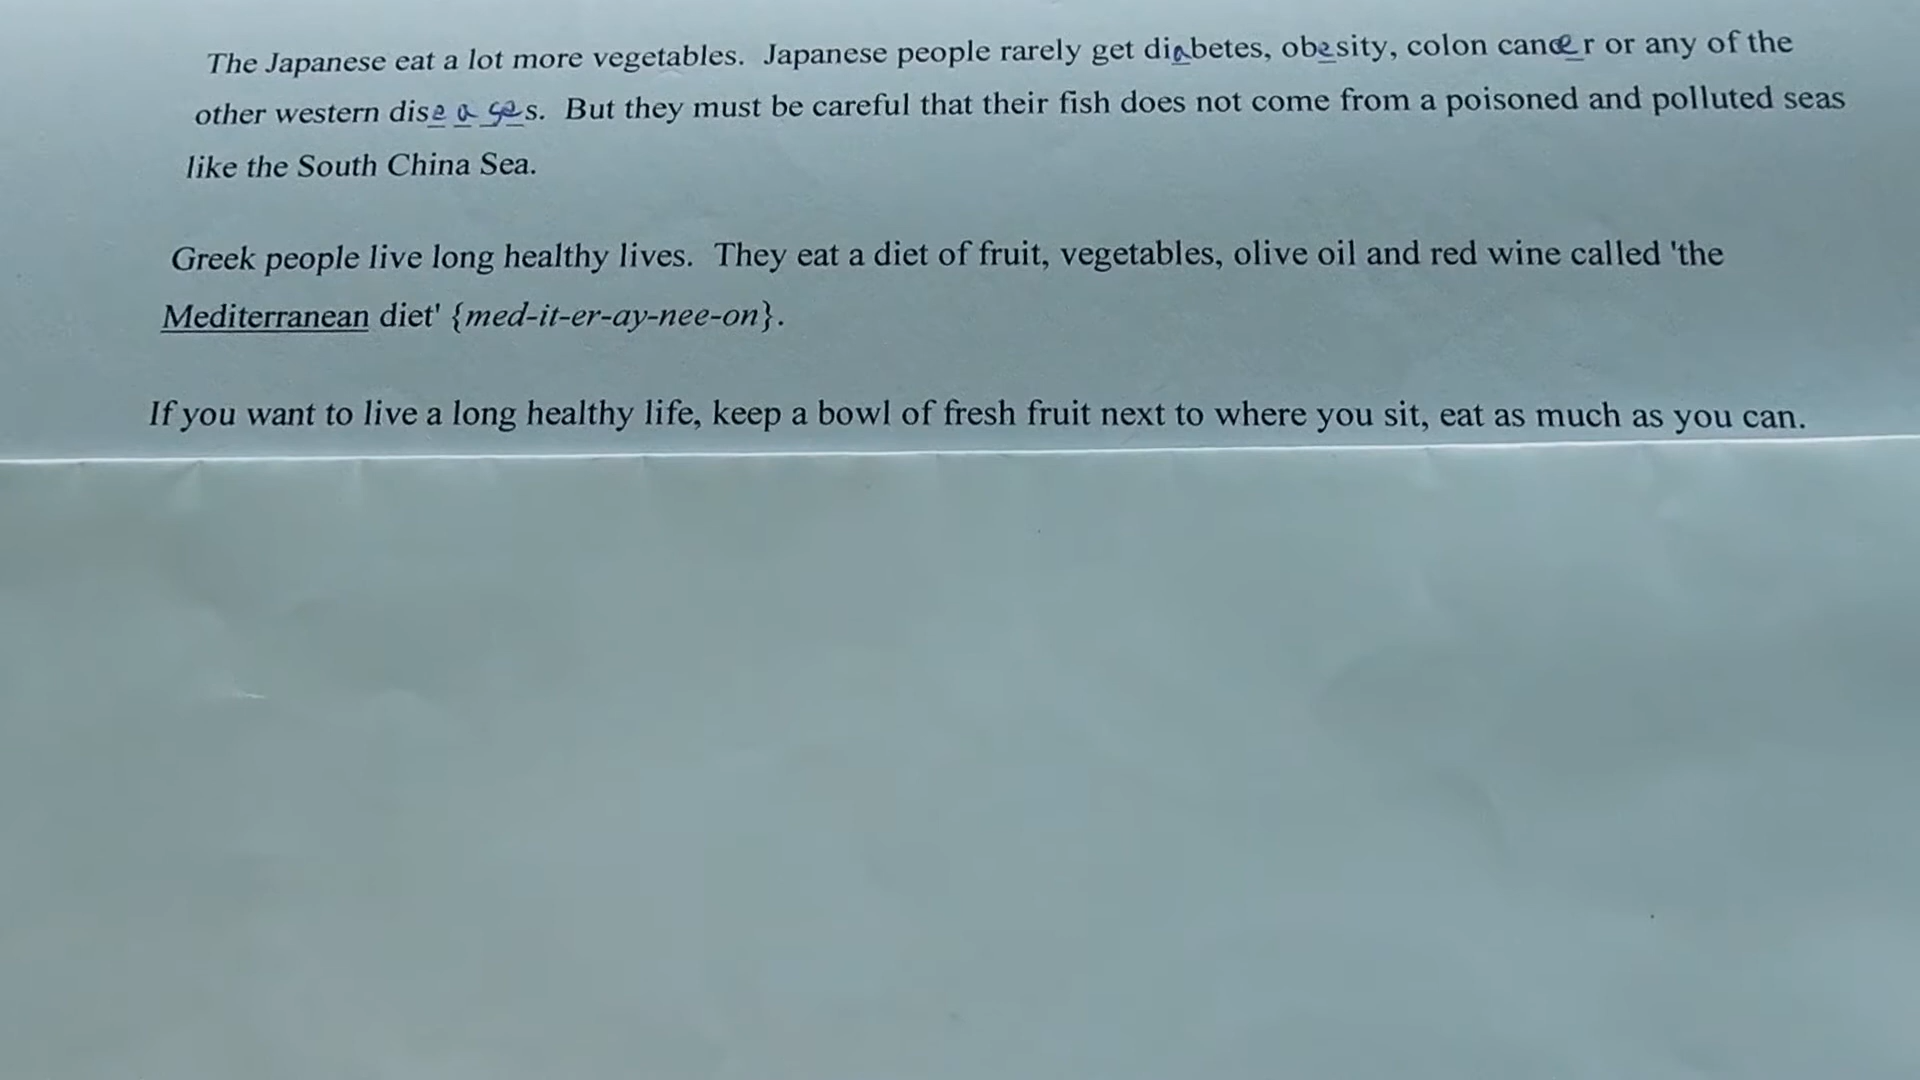 The Japanese eat a lot more vegetables. Japanese people rarely get diabetes, obesity, colon cancer or any of the
other western diseases. But they must be careful that their fish does not come from a poisoned and polluted seas
like the South China Sea.
Greek people live long healthy lives. They eat a diet of fruit, vegetables, olive oil and red wine called 'the
Mediterranean diet' {med-it-er-ay-nee-on}.
If you want to live a long healthy life, keep a bowl of fresh fruit next to where you sit, eat as much as you can.